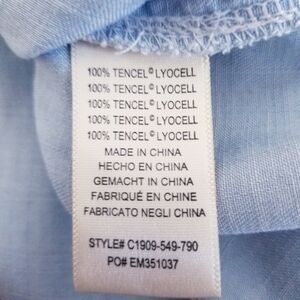 100% TENCEL© LYOCELL
100% TENCEL© LYOCELL
100% TENCEL© LYOCELL
100% TENCEL© LYOCELL
100% TENCEL© LYOCELL
MADE IN CHINA
HECHO EN CHINA
GEMACHT IN CHINA
FABRIQUÉ EN CHINE
FABRICATO NEGLI CHINA
STYLE# C1909-549-790
PO# EM351037